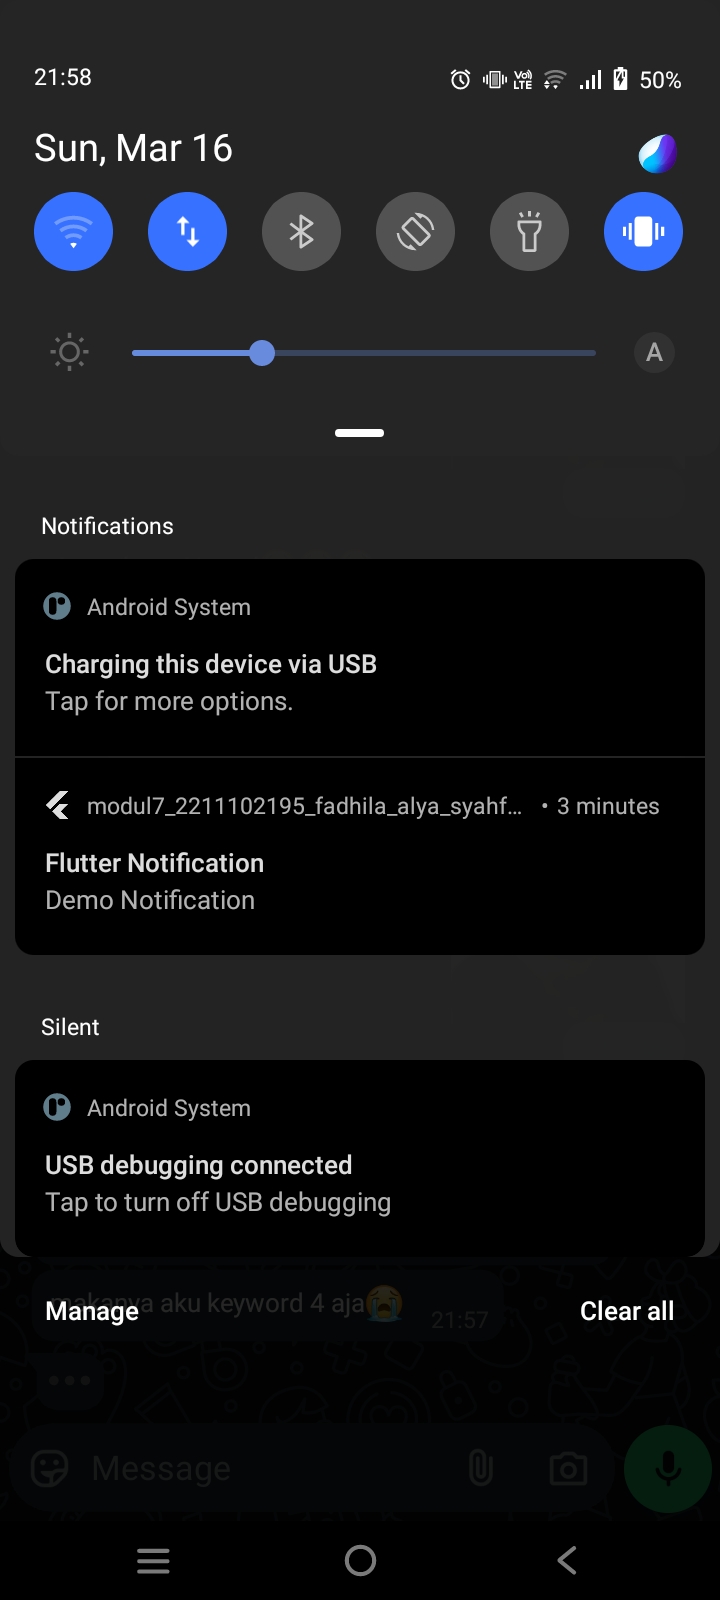 21:58
Vo) LTE
50%
Sun, Mar 16
A
Notifications
Android System
Charging this device via USB
Tap for more options.
modul7_2211102195_fadhila_alya_syahf... • 3 minutes
Flutter Notification
Demo Notification
Silent
Android System
USB debugging connected
Tap to turn off USB debugging
makanya aku keyword 4 aja😭
21:57
Manage
Clear all
Message